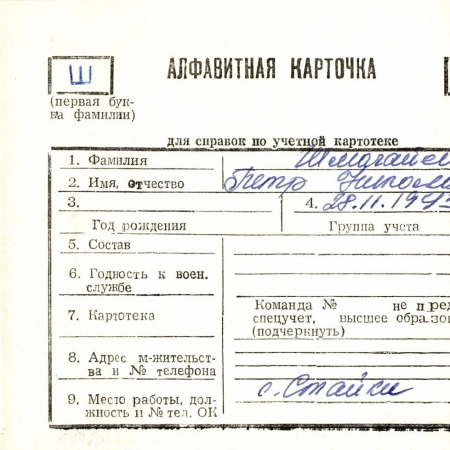 Ш
АЛФАВИТНАЯ КАРТОЧКА
(первая бук-
ва фамилии)
для справок по учетной картотеке
1. Фамилия
2. Имя, отчество Петр
3. 4. 28.11.194
Год рождения Группа учета
5. Состав
6. Годность к воен.
службе
Команда № не пред
7. Картотека спецучет, высшее образо
(подчеркнуть)
8. Адрес м-жительст-
ва и № телефона
с. Стайки
9. Место работы, дол-
жность и № тел. ОК